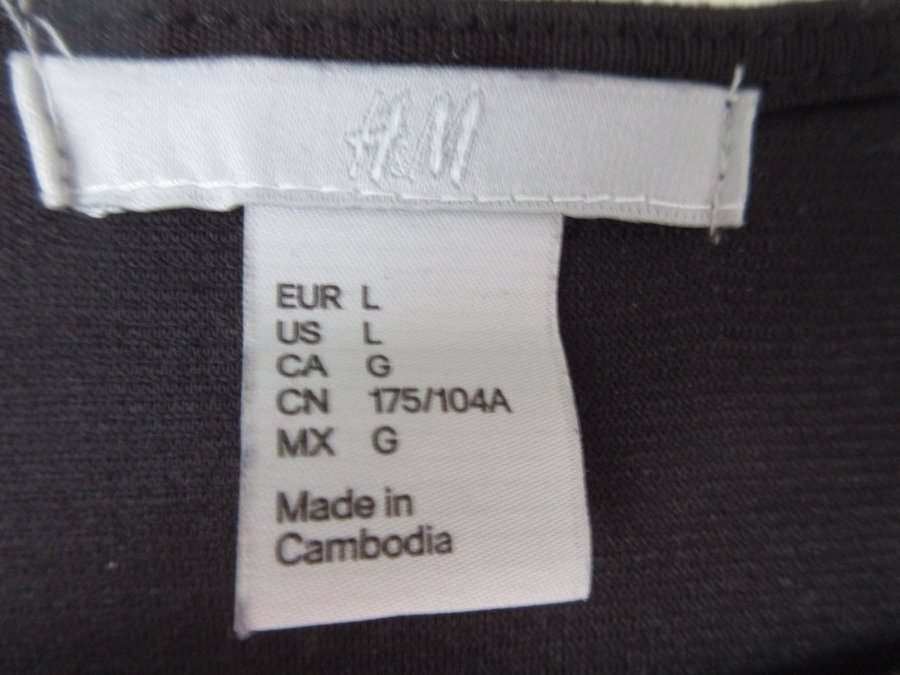 H&M
EUR L
US L
CA G
CN 175/104A
MX G
Made in
Cambodia